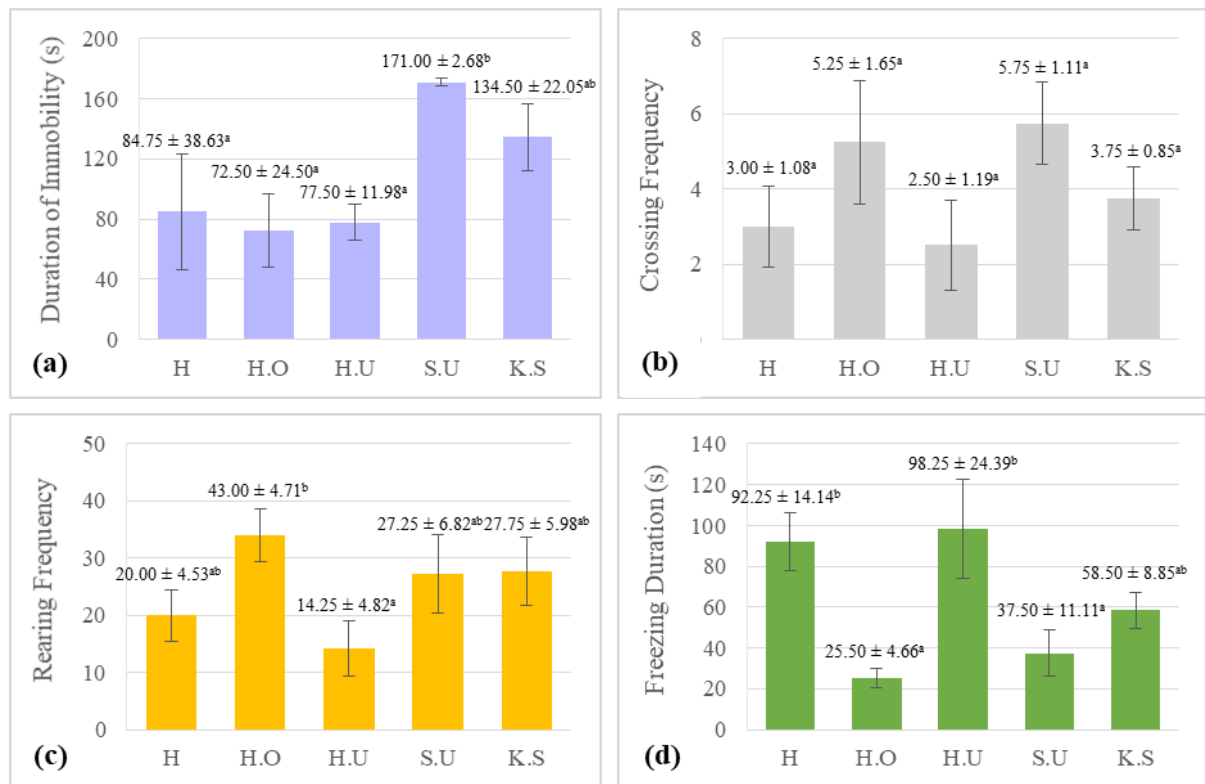 Duration of Immobility (s)
200
160
120
80
40
0
84.75 ± 38.63ᵃ
72.50 ± 24.50ᵃ
77.50 ± 11.98ᵃ
171.00 ± 2.68ᵇ
134.50 ± 22.05ᵃᵇ
H H.O H.U S.U K.S
(a)
Crossing Frequency
8
6
4
2
3.00 ± 1.08ᵃ
5.25 ± 1.65ᵃ
2.50 ± 1.19ᵃ
5.75 ± 1.11ᵃ
3.75 ± 0.85ᵃ
H H.O H.U S.U K.S
(b)
Rearing Frequency
50
40
30
20
10
0
20.00 ± 4.53ᵃᵇ
43.00 ± 4.71ᵇ
14.25 ± 4.82ᵃ
27.25 ± 6.82ᵃᵇ
27.75 ± 5.98ᵃᵇ
H H.O H.U S.U K.S
(c)
Freezing Duration (s)
140
120
100
80
60
40
20
0
92.25 ± 14.14ᵇ
25.50 ± 4.66ᵃ
98.25 ± 24.39ᵇ
37.50 ± 11.11ᵃ
58.50 ± 8.85ᵃᵇ
H H.O H.U S.U K.S
(d)